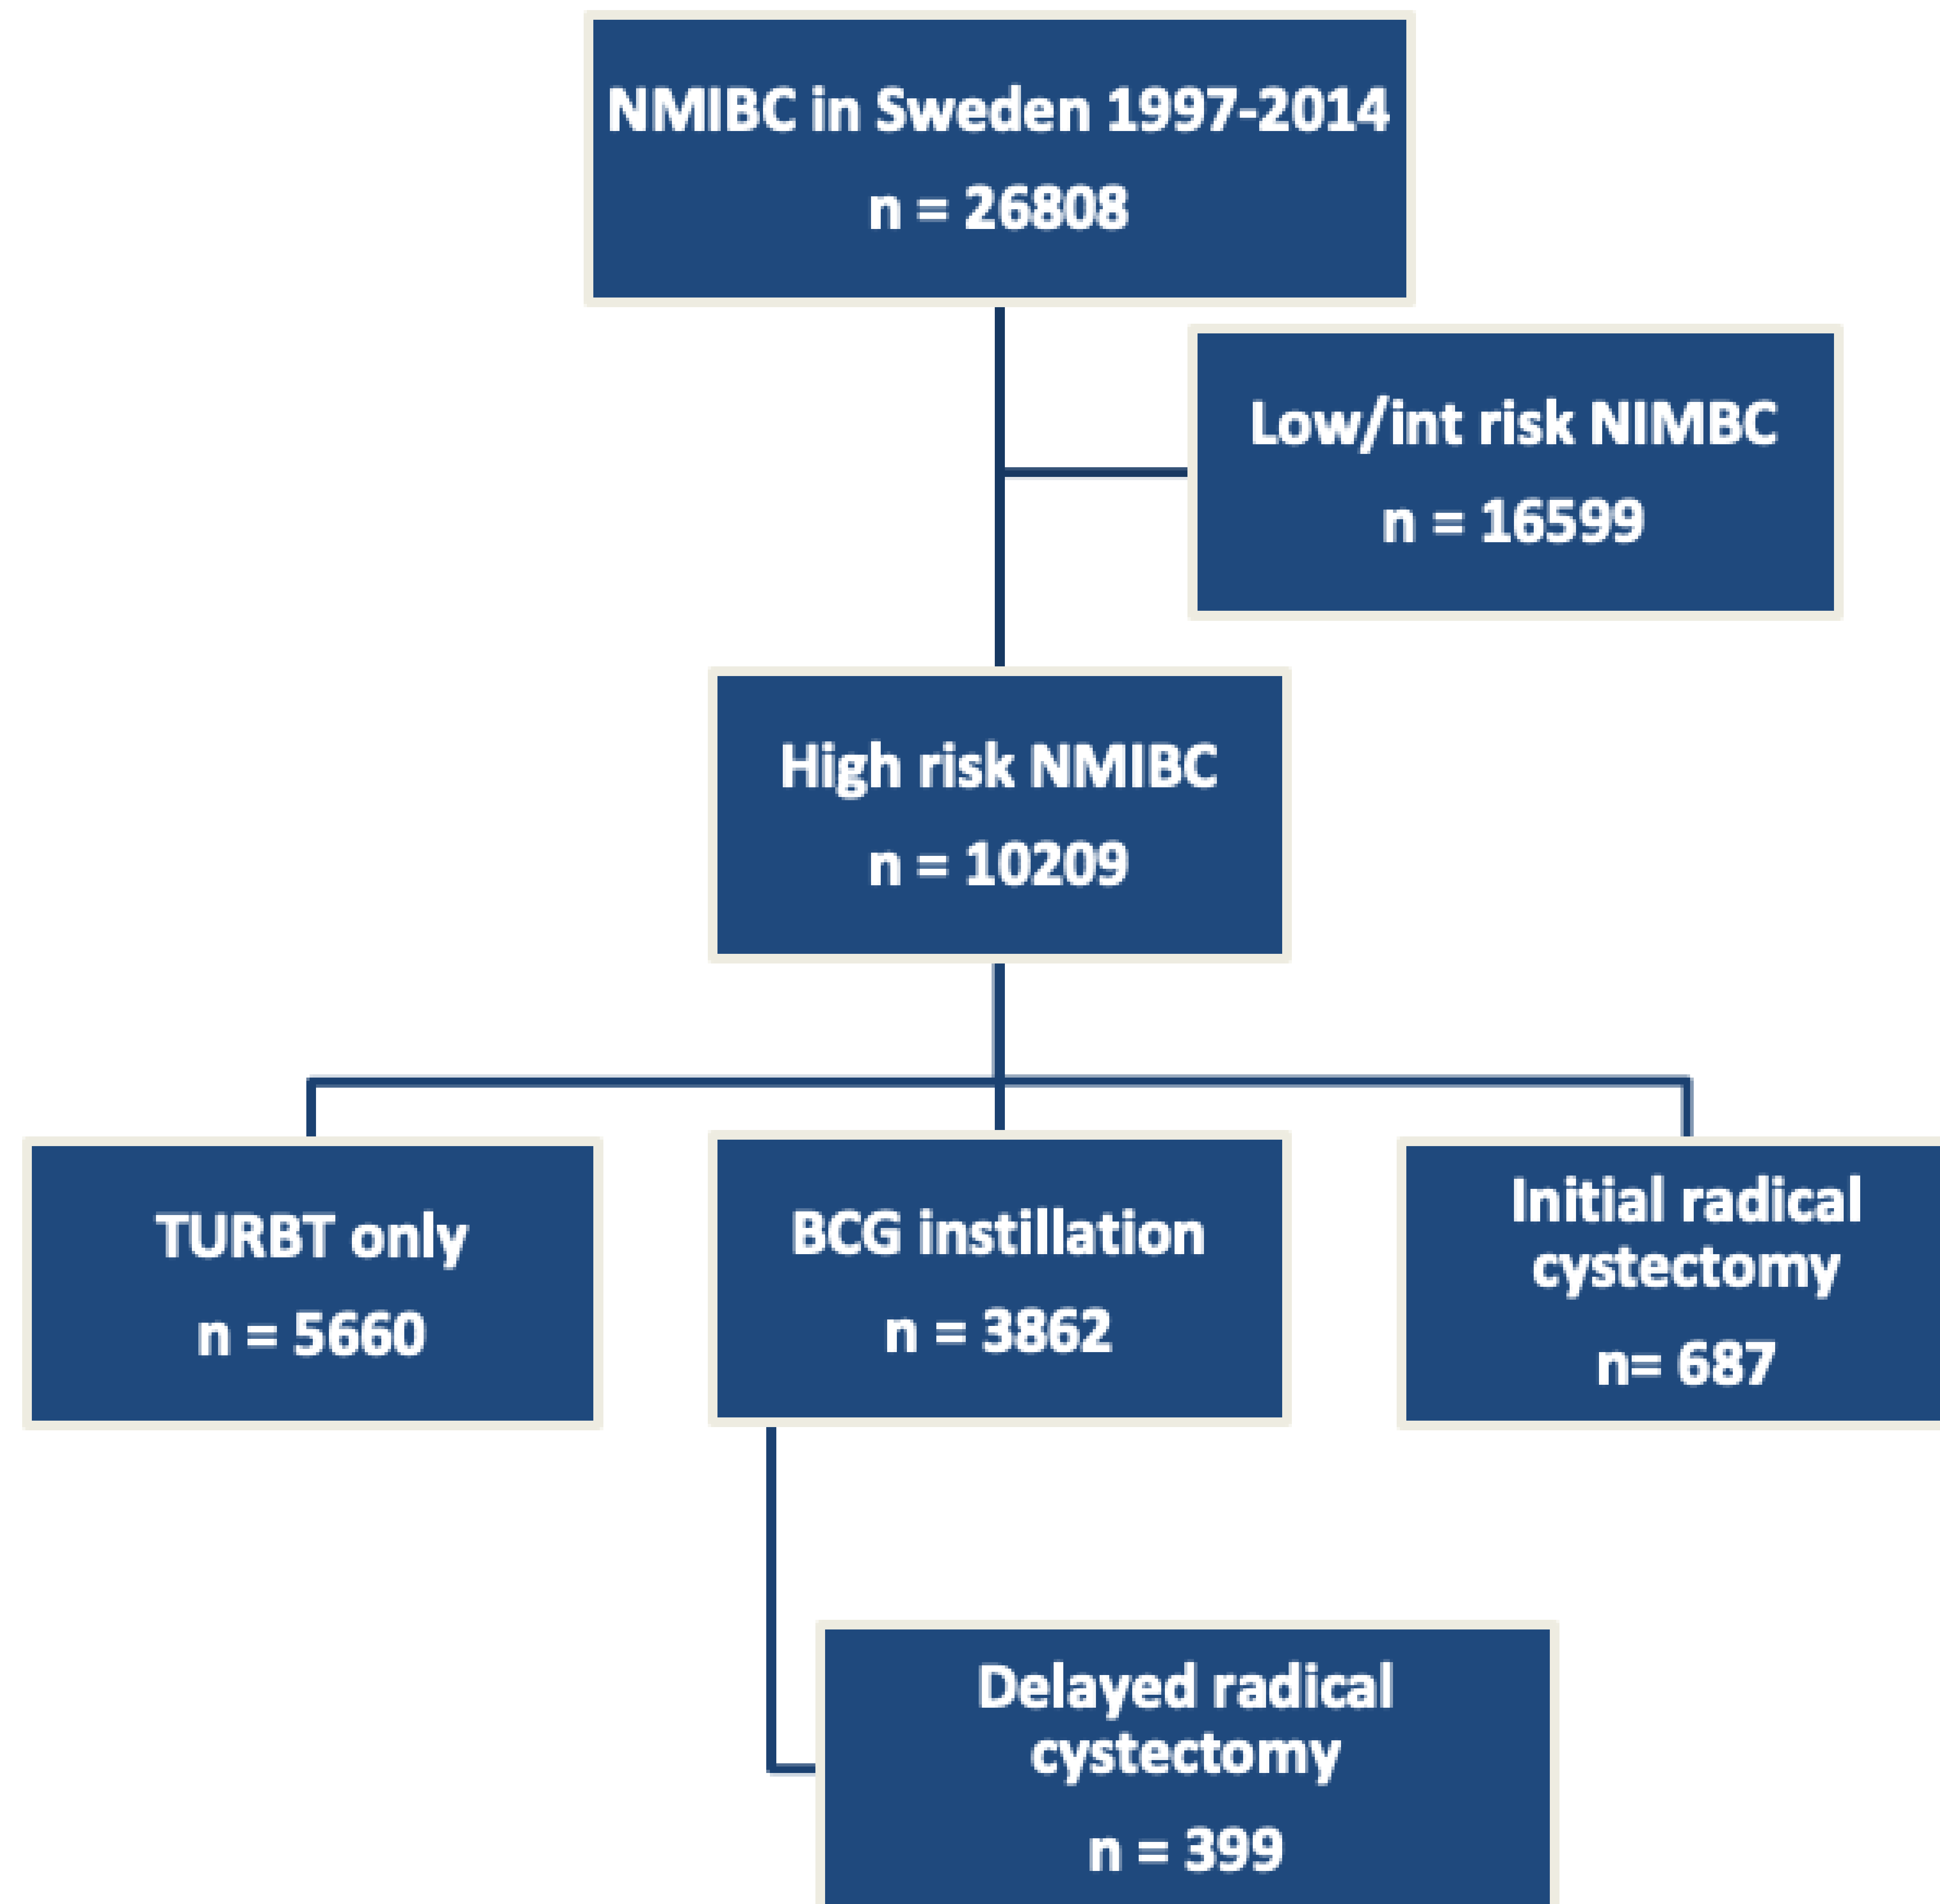 NMIBC in Sweden 1997-2014
n = 26808
Low/int risk NIMBC
n = 16599
High risk NMIBC
n = 10209
TURBT only
n = 5660
BCG instillation
n = 3862
Initial radical
cystectomy
n= 687
Delayed radical
cystectomy
n = 399